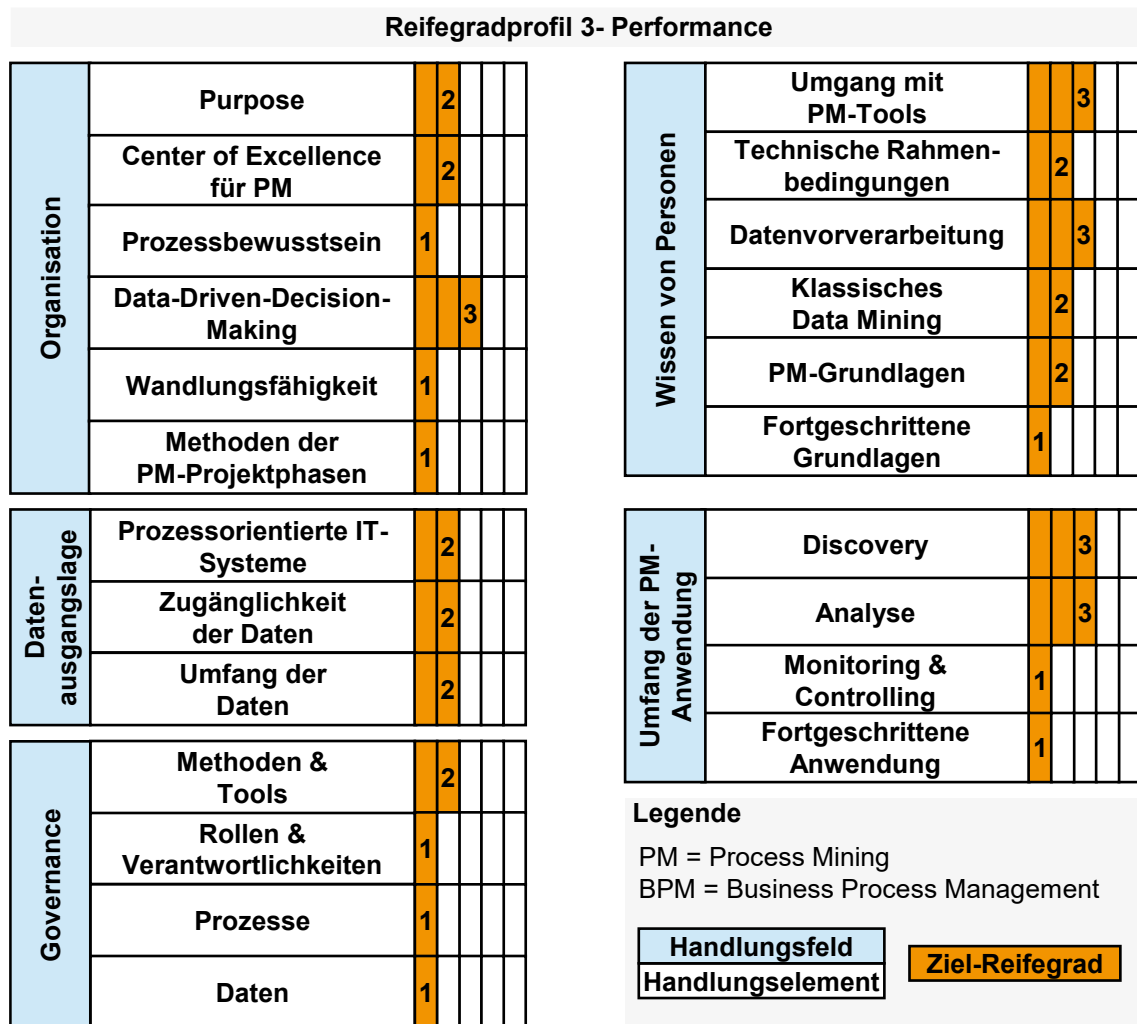 Reifegradprofil 3- Performance
Organisation
Purpose
2
Center of Excellence
für PM
2
Prozessbewusstsein
1
Data-Driven-Decision-
Making
3
Wandlungsfähigkeit
1
Methoden der
PM-Projektphasen
1
Daten-
ausgangslage
Prozessorientierte IT-
Systeme
2
Zugänglichkeit
der Daten
2
Umfang der
Daten
2
Governance
Methoden &
Tools
2
Rollen &
Verantwortlichkeiten
1
Prozesse
1
Daten
1
Wissen von Personen
Umgang mit
PM-Tools
3
Technische Rahmen-
bedingungen
2
Datenvorverarbeitung
3
Klassisches
Data Mining
2
PM-Grundlagen
2
Fortgeschrittene
Grundlagen
1
Umfang der PM-
Anwendung
Discovery
3
Analyse
3
Monitoring &
Controlling
1
Fortgeschrittene
Anwendung
1
Legende
PM = Process Mining
BPM = Business Process Management
Handlungsfeld
Handlungselement
Ziel-Reifegrad